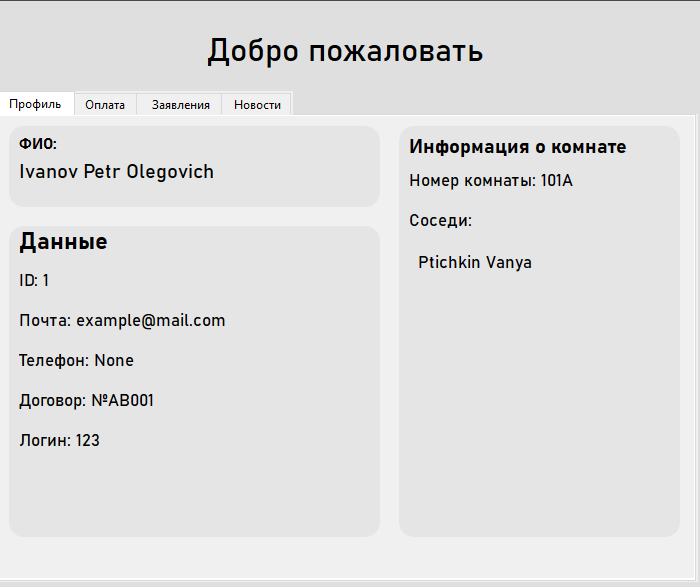 Добро пожаловать
Профиль
Оплата
Заявления
Новости
ФИО:
Ivanov Petr Olegovich
Данные
ID: 1
Почта: example@mail.com
Телефон: None
Договор: №AB001
Логин: 123
Информация о комнате
Номер комнаты: 101A
Соседи:
Ptichkin Vanya